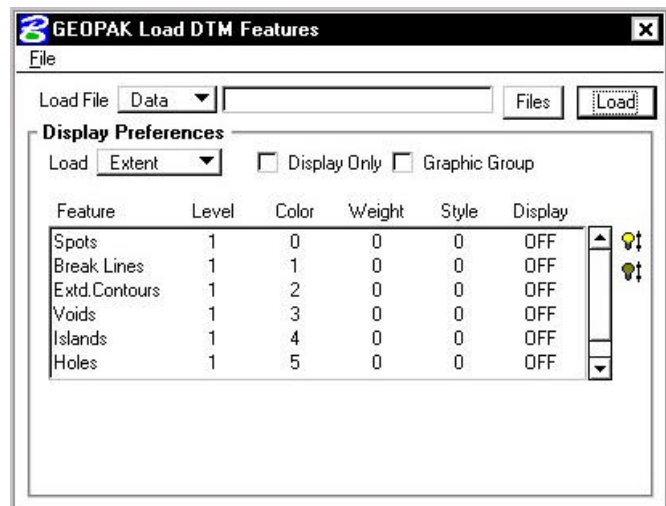 GEOPAK Load DTM Features
File
Load File Data Files Load
Display Preferences
Load Extent Display Only Graphic Group
Feature Level Color Weight Style Display
Spots 1 0 0 0 OFF
Break Lines 1 1 0 0 OFF
Extd.Contours 1 2 0 0 OFF
Voids 1 3 0 0 OFF
Islands 1 4 0 0 OFF
Holes 1 5 0 0 OFF